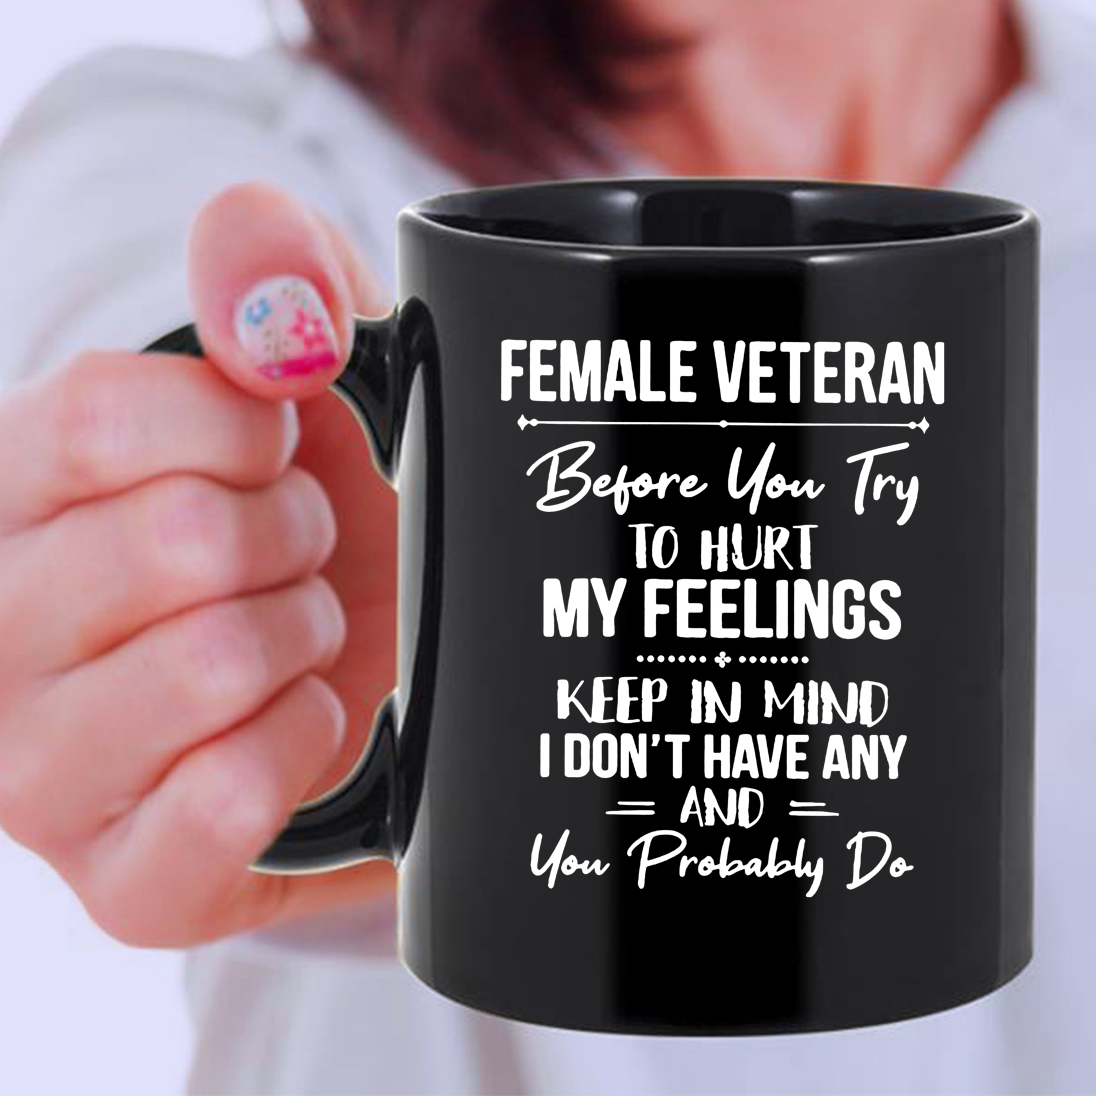 FEMALE VETERAN
Before You Try
TO HURT
MY FEELINGS
KEEP IN MIND
I DON'T HAVE ANY
AND
You Probably Do